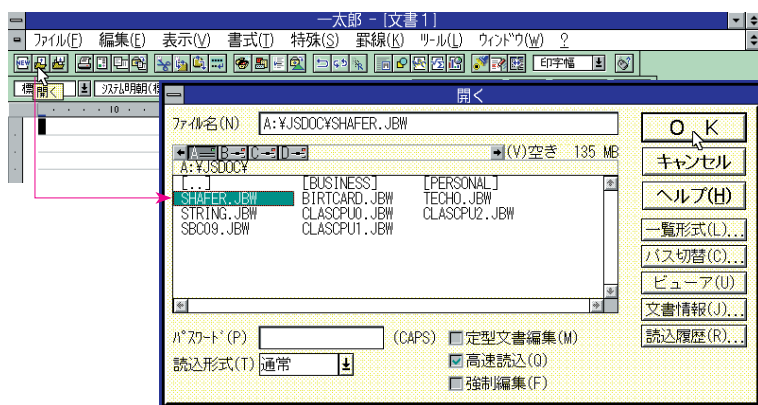 一太郎 - [文書1]
ファイル(F) 編集(E) 表示(V) 書式(T) 特殊(S) 罫線(K) ツール(L) ウィンドウ(W) ?
NEW 印字幅
標 開く システム明朝(標
10
開く
ファイル名(N) A:¥JSDOC¥SHAFER.JBW
A B C D (V)空き 135 MB
A:¥JSDOC¥
[..] [BUSINESS] [PERSONAL]
SHAFER.JBW BIRTCARD.JBW TECHO.JBW
STRING.JBW CLASCPU0.JBW CLASCPU2.JBW
SBC09.JBW CLASCPU1.JBW
パスワード(P) (CAPS) 定型文書編集(M)
読込形式(T) 通常 高速読込(Q)
強制編集(F)
OK
キャンセル
ヘルプ(H)
一覧形式(L)...
パス切替(C)...
ビューア(U)
文書情報(J)...
読込履歴(R)...